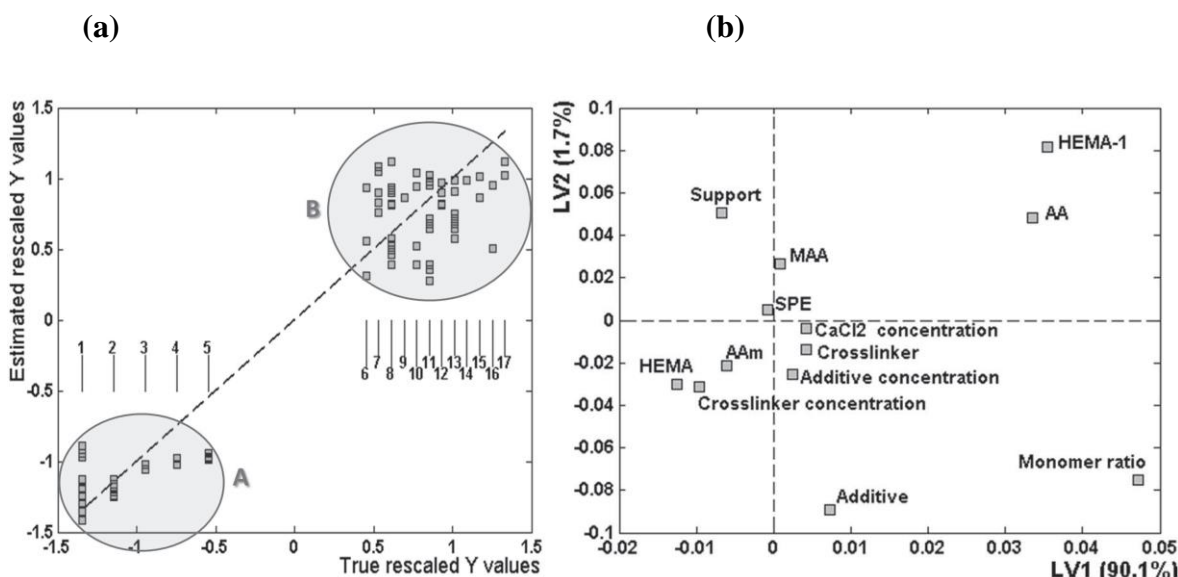 (a) (b)
Estimated rescaled Y values
1.5
1
0.5
0
-0.5
-1
-1.5
B
A
1 2 3 4 5
6 7 8 9 10 11 12 13 14 15 16 17
-1.5 -1 -0.5 0 0.5 1 1.5
True rescaled Y values
LV2 (1.7%)
0.1
0.08
0.06
0.04
0.02
0
-0.02
-0.04
-0.06
-0.08
-0.1
HEMA-1
Support
AA
MAA
SPE
CaCl2 concentration
Crosslinker
AAm
HEMA
Additive concentration
Crosslinker concentration
Monomer ratio
Additive
-0.02 -0.01 0 0.01 0.02 0.03 0.04 0.05
LV1 (90.1%)